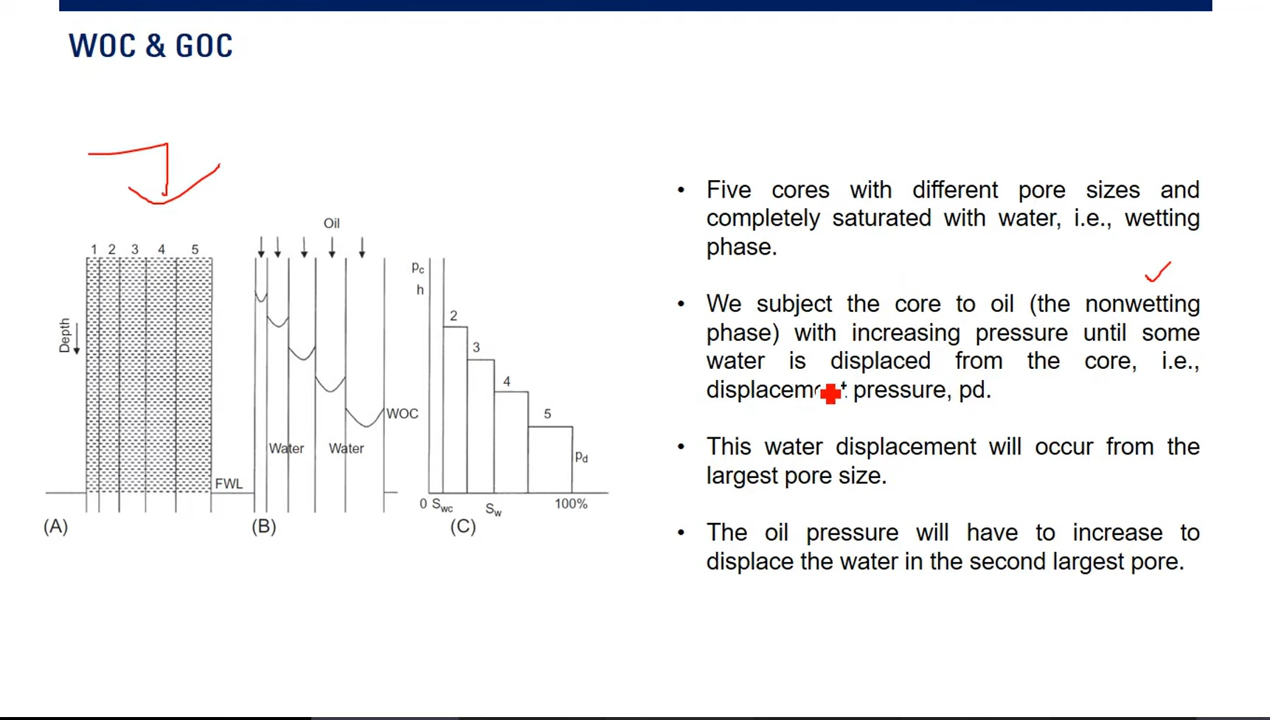 WOC & GOC
Oil
1 2 3 4 5
Depth
FWL
(A)
Water Water
WOC
(B)
pc
h
2
3
4
5
pd
0 Swc Sw 100%
(C)
• Five cores with different pore sizes and
completely saturated with water, i.e., wetting
phase.
• We subject the core to oil (the nonwetting
phase) with increasing pressure until some
water is displaced from the core, i.e.,
pressure, pd.
• This water displacement will occur from the
largest pore size.
• The oil pressure will have to increase to
displace the water in the second largest pore.